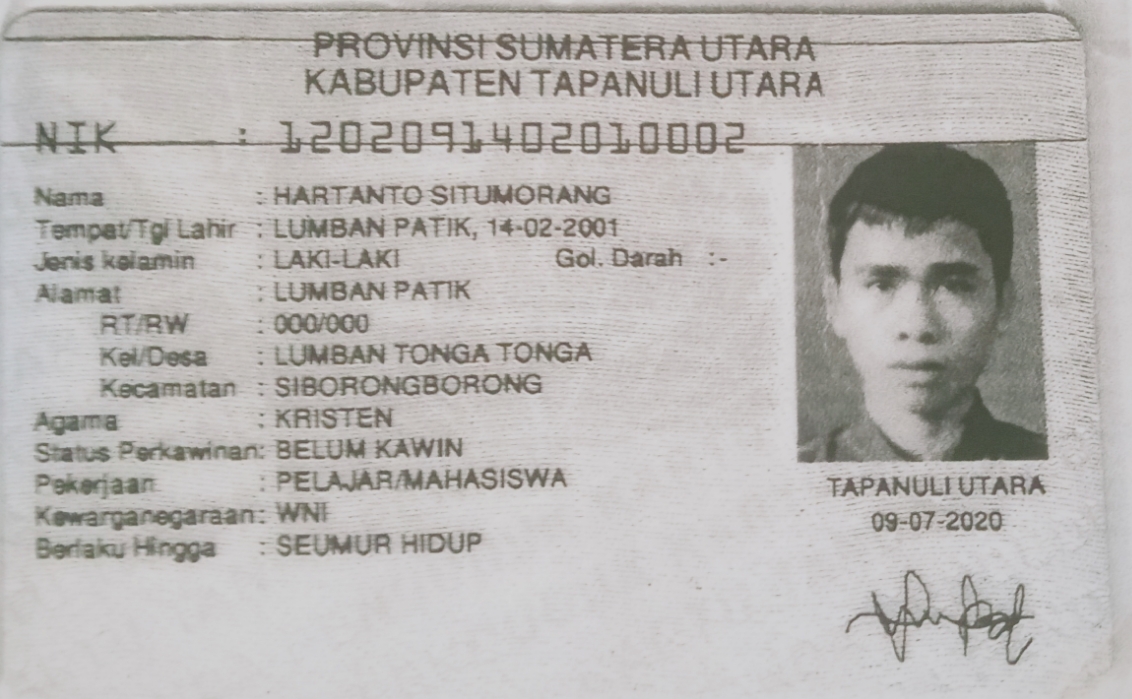 PROVINSI SUMATERA UTARA
KABUPATEN TAPANULI UTARA
NIK : 1202091402010002
Nama : HARTANTO SITUMORANG
Tempat/Tgl Lahir : LUMBAN PATIK, 14-02-2001
Jenis kelamin : LAKI-LAKI Gol. Darah :-
Alamat : LUMBAN PATIK
RT/RW : 000/000
Kel/Desa : LUMBAN TONGA TONGA
Kecamatan : SIBORONGBORONG
Agama : KRISTEN
Status Perkawinan: BELUM KAWIN
Pekerjaan : PELAJAR/MAHASISWA
Kewarganegaraan: WNI
Berlaku Hingga : SEUMUR HIDUP
TAPANULI UTARA
09-07-2020